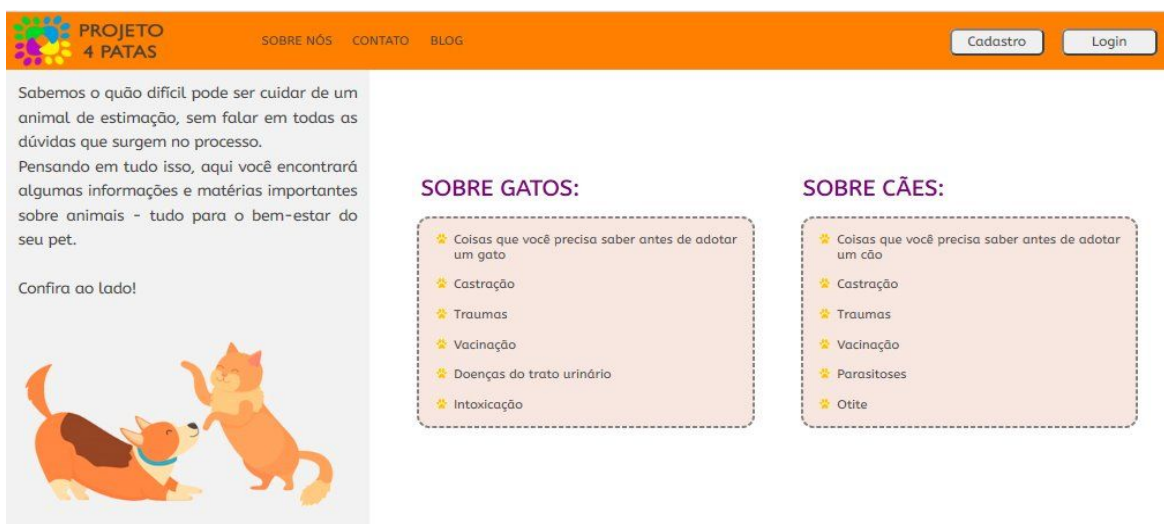 PROJETO
4 PATAS
SOBRE NÓS CONTATO BLOG
Cadastro Login
Sabemos o quão difícil pode ser cuidar de um
animal de estimação, sem falar em todas as
dúvidas que surgem no processo.
Pensando em tudo isso, aqui você encontrará
algumas informações e matérias importantes
sobre animais - tudo para o bem-estar do
seu pet.
Confira ao lado!
SOBRE GATOS:
Coisas que você precisa saber antes de adotar
um gato
Castração
Traumas
Vacinação
Doenças do trato urinário
Intoxicação
SOBRE CÃES:
Coisas que você precisa saber antes de adotar
um cão
Castração
Traumas
Vacinação
Parasitoses
Otite